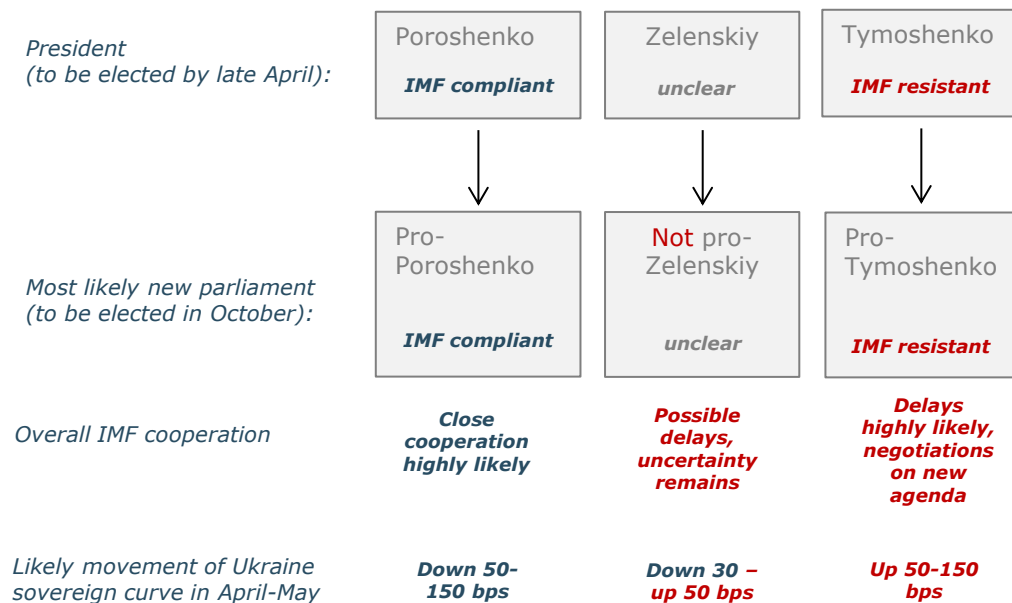 President
(to be elected by late April):
Poroshenko
IMF compliant
Zelenskiy
unclear
Tymoshenko
IMF resistant
Most likely new parliament
(to be elected in October):
Pro-
Poroshenko
IMF compliant
Not pro-
Zelenskiy
unclear
Pro-
Tymoshenko
IMF resistant
Overall IMF cooperation
Close
cooperation
highly likely
Possible
delays,
uncertainty
remains
Delays
highly likely,
negotiations
on new
agenda
Likely movement of Ukraine
sovereign curve in April-May
Down 50-
150 bps
Down 30 –
up 50 bps
Up 50-150
bps